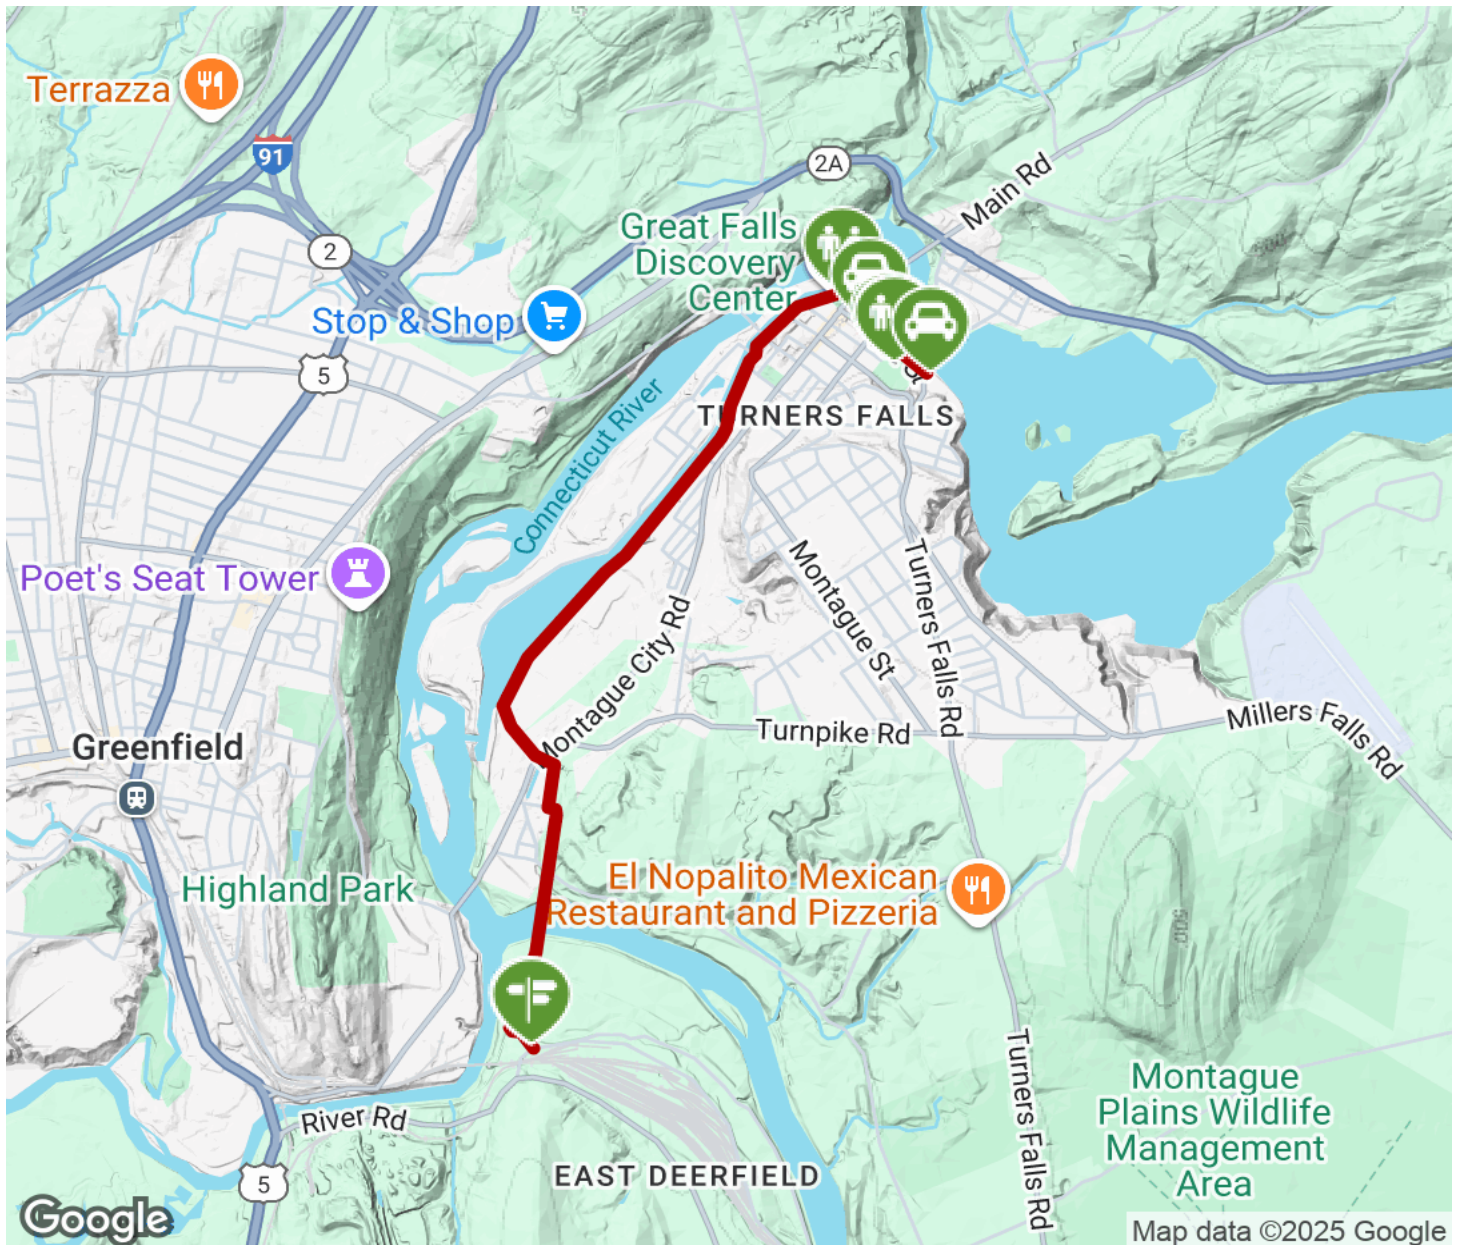 Terrazza
91
2A
Main Rd
Great Falls
Discovery
Center
2
Stop & Shop
5
Connecticut River
St
TURNERS FALLS
Poet's Seat Tower
Montague St
Turners Falls Rd
Montague City Rd
Turnpike Rd
Millers Falls Rd
Greenfield
Highland Park
El Nopalito Mexican
Restaurant and Pizzeria
500
Turners Falls Rd
Montague
Plains Wildlife
Management
Area
River Rd
EAST DEERFIELD
5
Google
Map data ©2025 Google